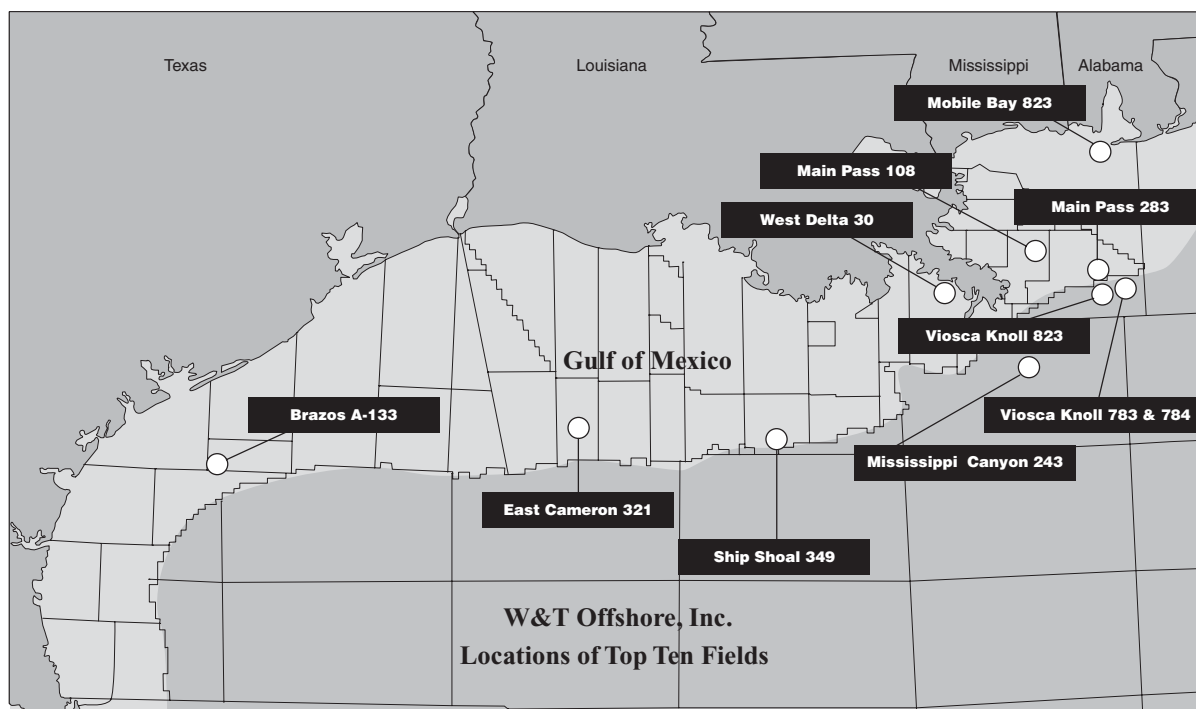 Texas
Louisiana
Mississippi
Alabama
Mobile Bay 823
Main Pass 108
Main Pass 283
West Delta 30
Viosca Knoll 823
Gulf of Mexico
Brazos A-133
Viosca Knoll 783 & 784
Mississippi Canyon 243
East Cameron 321
Ship Shoal 349
W&T Offshore, Inc.
Locations of Top Ten Fields